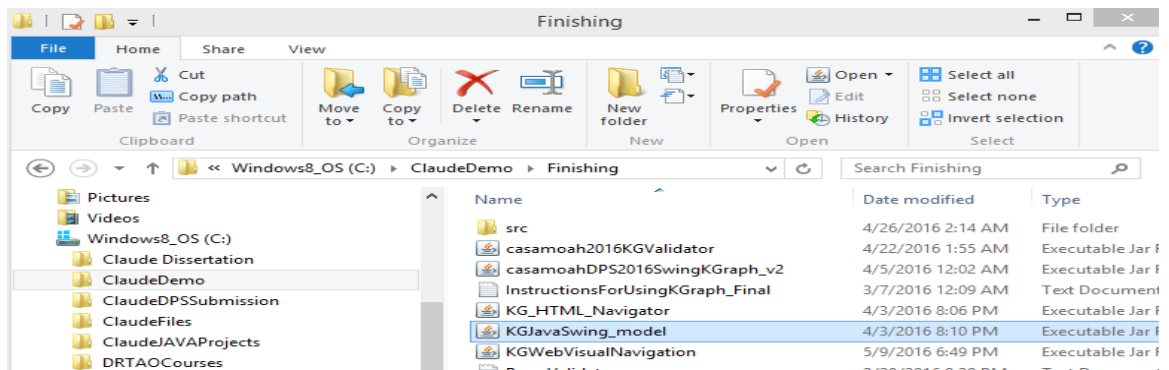 Finishing
File Home Share View
Copy Paste Cut Copy path Paste shortcut Move to Copy to Delete Rename New folder Properties Open Edit History Select all Select none Invert selection
Clipboard Organize New Open Select
« Windows8_OS (C:) ClaudeDemo Finishing Search Finishing
Pictures
Videos
Windows8_OS (C:)
Claude Dissertation
ClaudeDemo
ClaudeDPSSubmission
ClaudeFiles
ClaudeJAVAProjects
DRTAOCourses
Name Date modified Type
src 4/26/2016 2:14 AM File folder
casamoah2016KGValidator 4/22/2016 1:55 AM Executable Jar F
casamoahDPS2016SwingKGraph_v2 4/5/2016 12:02 AM Executable Jar F
InstructionsForUsingKGraph_Final 3/7/2016 12:09 AM Text Document
KG_HTML_Navigator 4/3/2016 8:06 PM Executable Jar F
KGJavaSwing_model 4/3/2016 8:10 PM Executable Jar F
KGWebVisualNavigation 5/9/2016 6:49 PM Executable Jar F